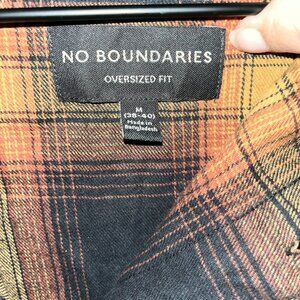 NO BOUNDARIES
OVERSIZED FIT
M
(38-40)
Made in
Bangladesh